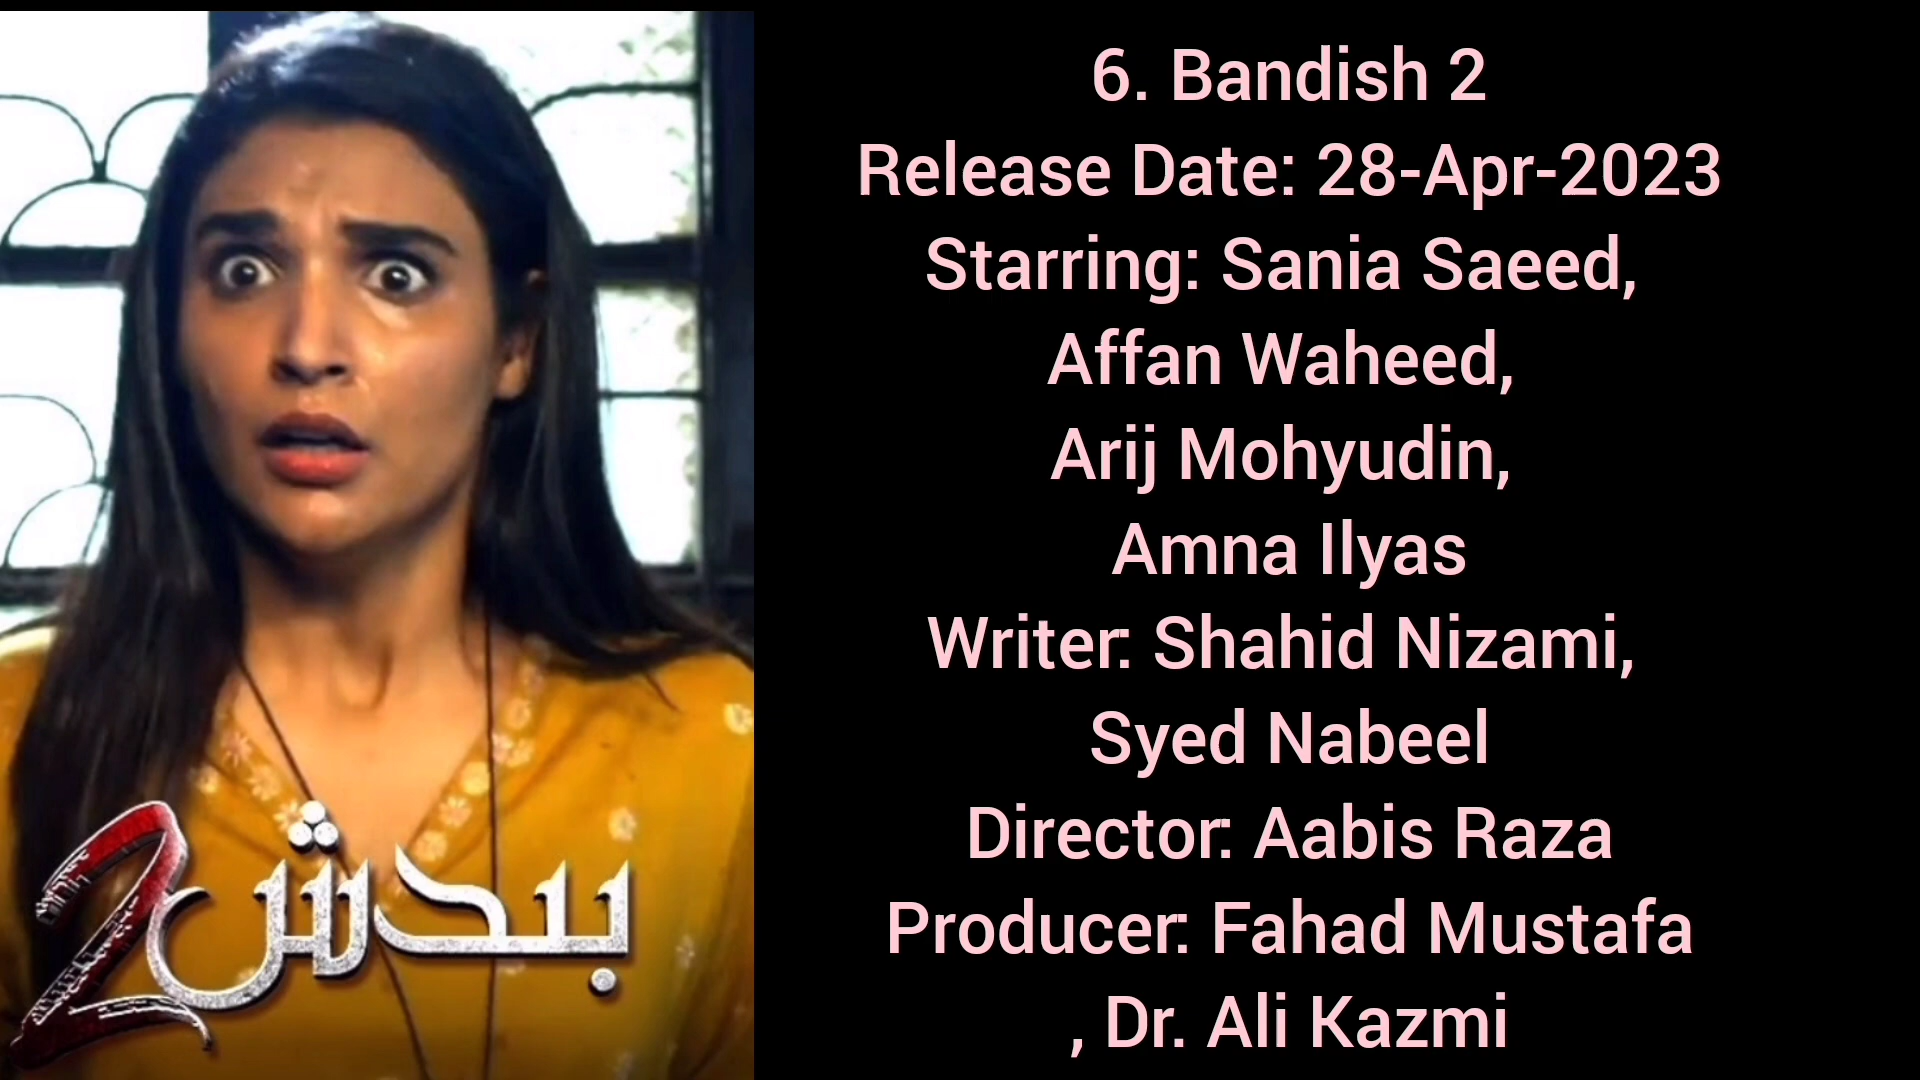 6. Bandish 2
Release Date: 28-Apr-2023
Starring: Sania Saeed,
Affan Waheed,
Arij Mohyudin,
Amna Ilyas
Writer: Shahid Nizami,
Syed Nabeel
Director: Aabis Raza
Producer: Fahad Mustafa
, Dr. Ali Kazmi
بندش 2